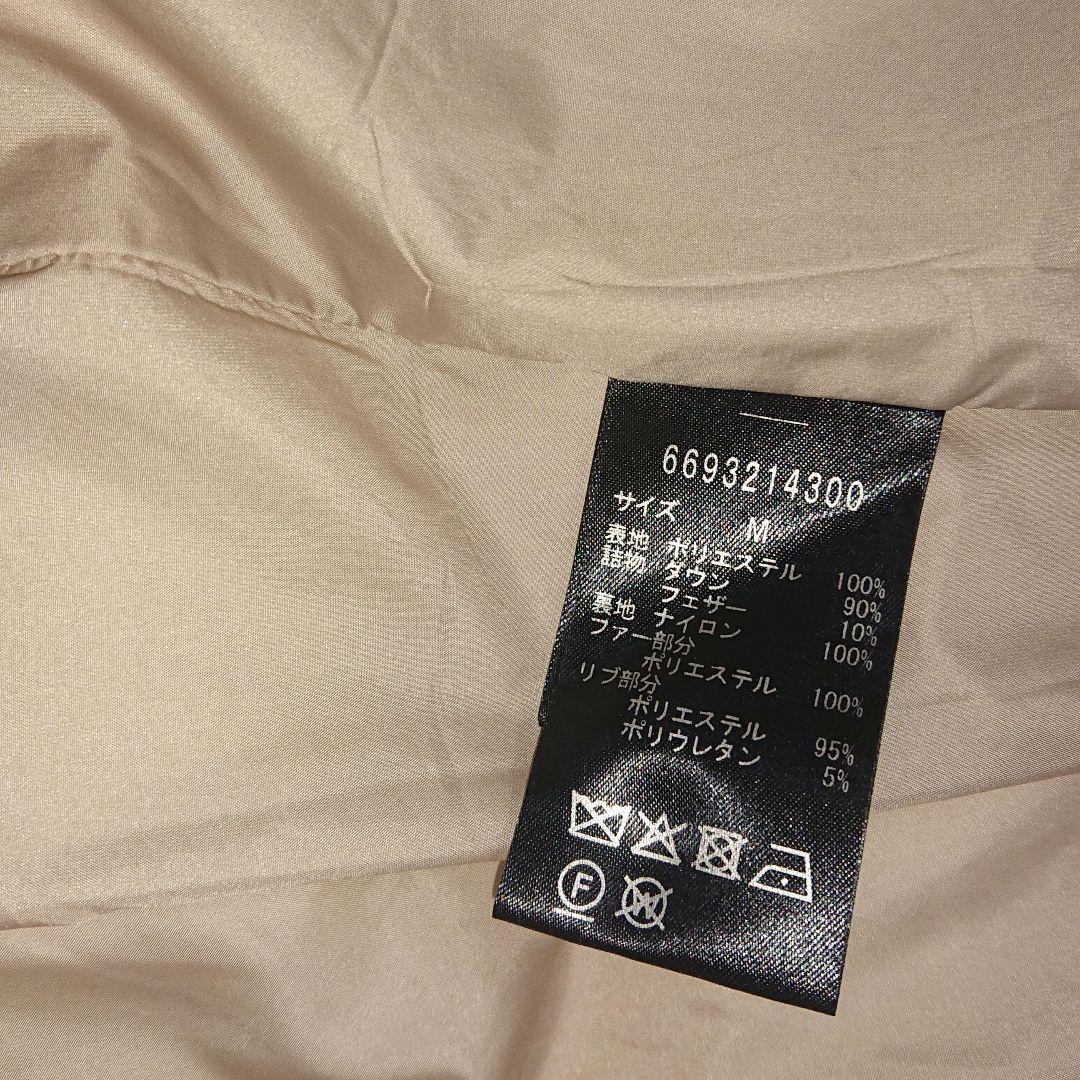 6693214300
サイズ M
表地 ポリエステル 100%
詰物 ダウン 90%
フェザー 10%
裏地 ナイロン 100%
ファー部分
ポリエステル 100%
リブ部分
ポリエステル 95%
ポリウレタン 5%
F W